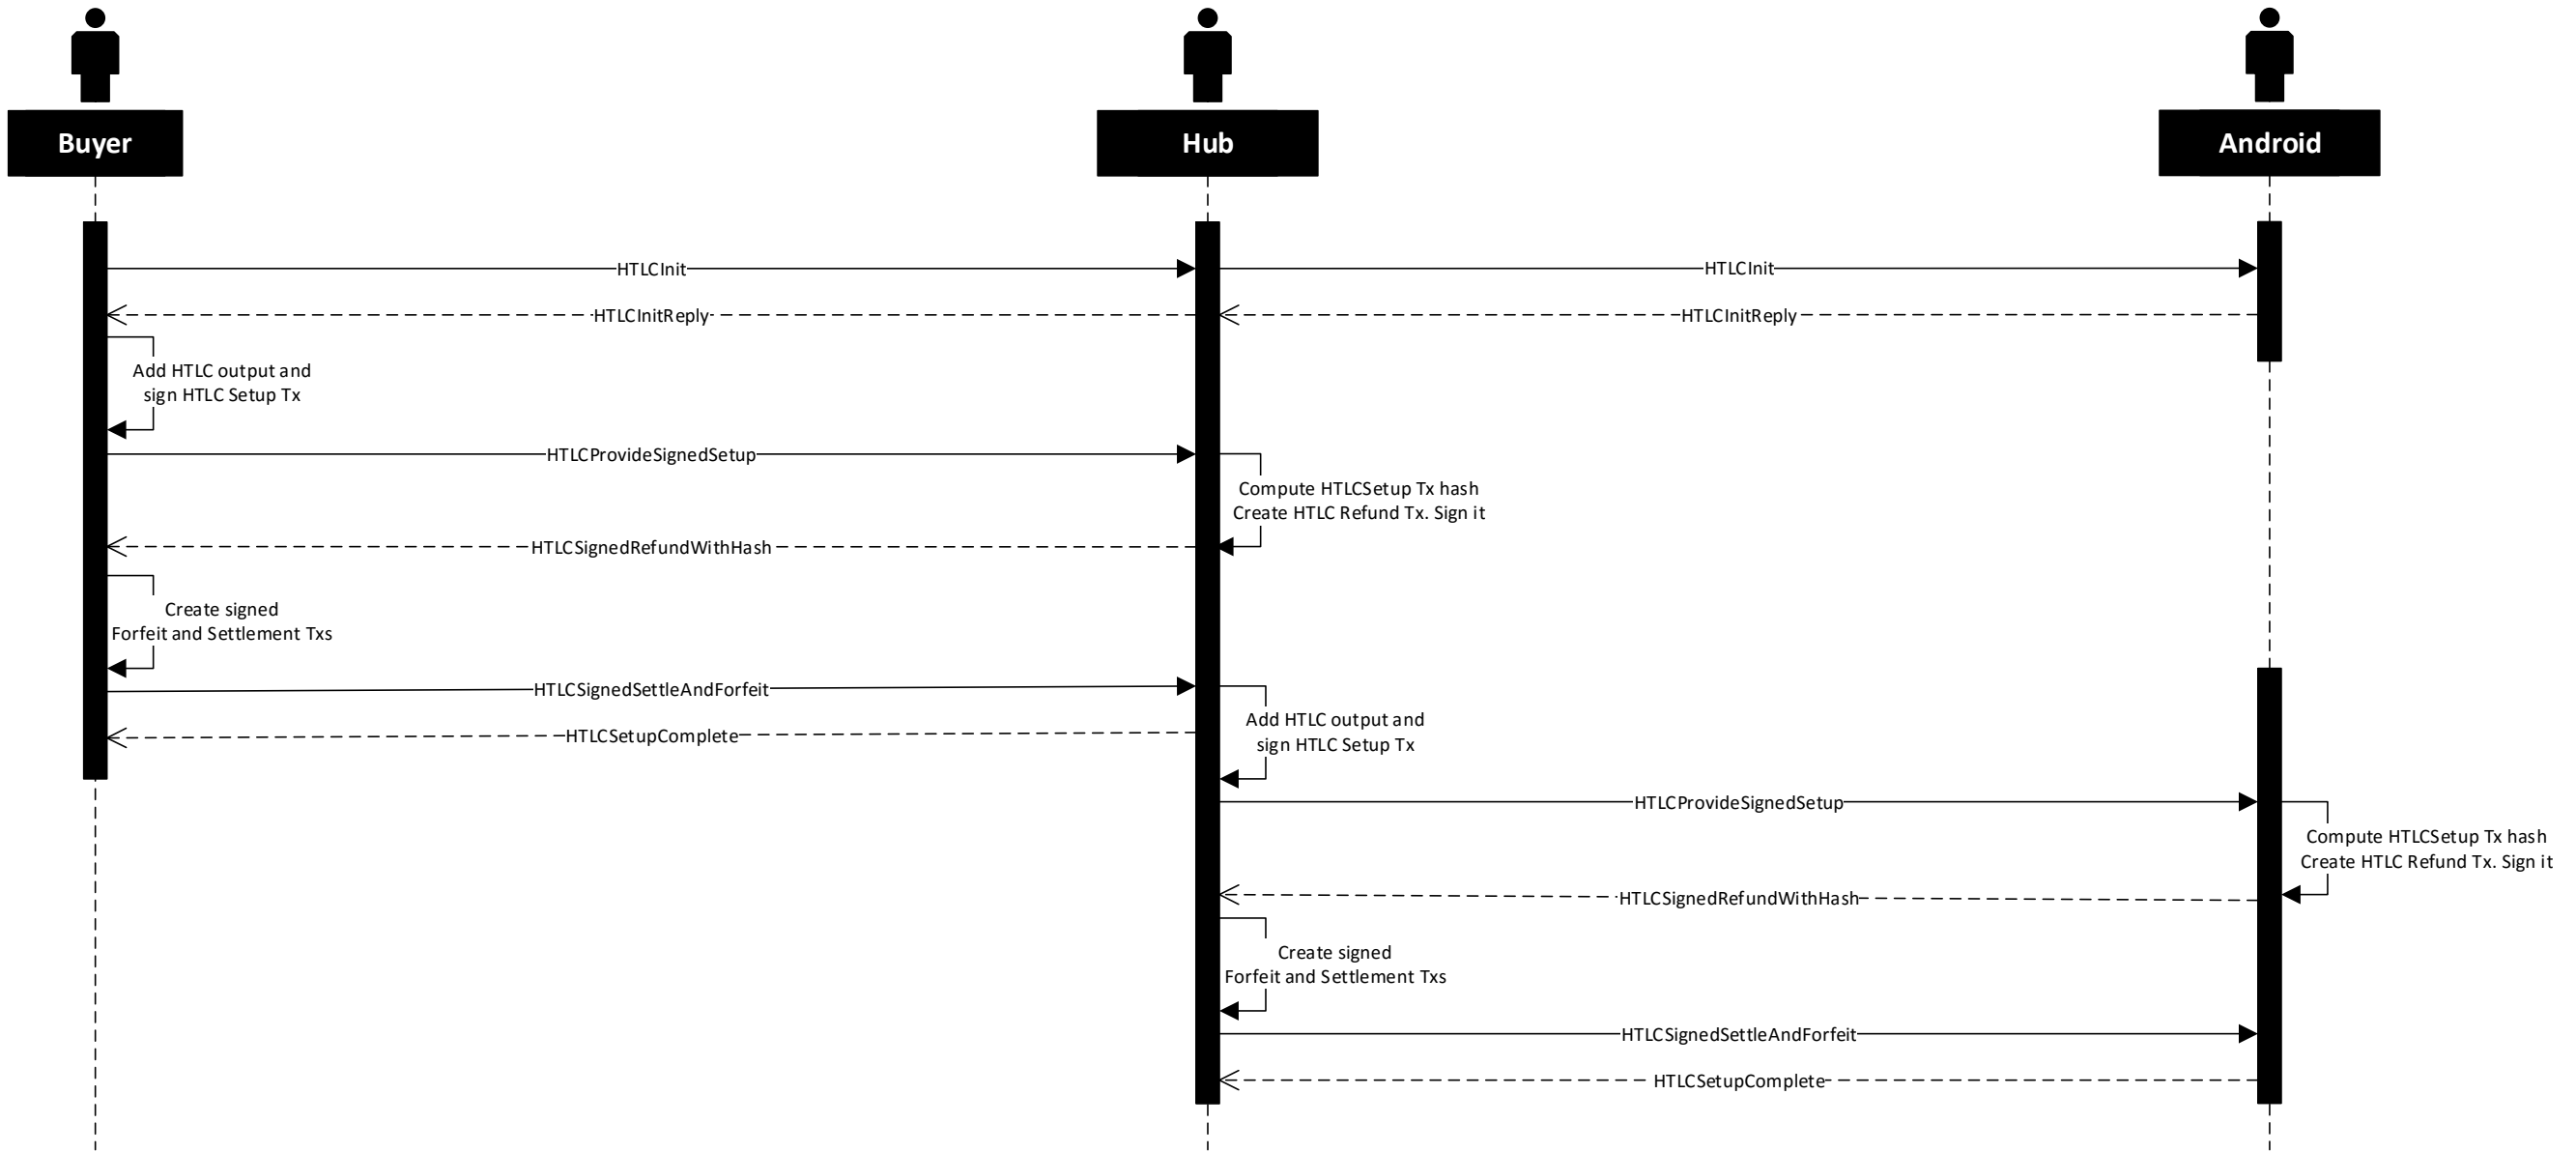 Buyer
Hub
Android
HTLCInit
HTLCInit
HTLCInitReply
HTLCInitReply
Add HTLC output and
sign HTLC Setup Tx
HTLCProvideSignedSetup
Compute HTLCSetup Tx hash
Create HTLC Refund Tx. Sign it
HTLCSignedRefundWithHash
Create signed
Forfeit and Settlement Txs
HTLCSignedSettleAndForfeit
Add HTLC output and
sign HTLC Setup Tx
HTLCSetupComplete
HTLCProvideSignedSetup
Compute HTLCSetup Tx hash
Create HTLC Refund Tx. Sign it
HTLCSignedRefundWithHash
Create signed
Forfeit and Settlement Txs
HTLCSignedSettleAndForfeit
HTLCSetupComplete